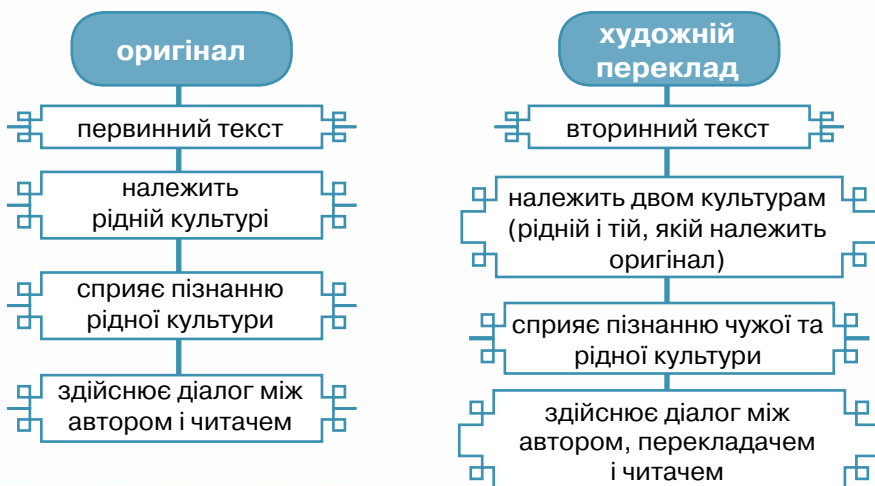 оригінал
первинний текст
належить
рідній культурі
сприяє пізнанню
рідної культури
здійснює діалог між
автором і читачем
художній
переклад
вторинний текст
належить двом культурам
(рідній і тій, якій належить
оригінал)
сприяє пізнанню чужої та
рідної культури
здійснює діалог між
автором, перекладачем
і читачем